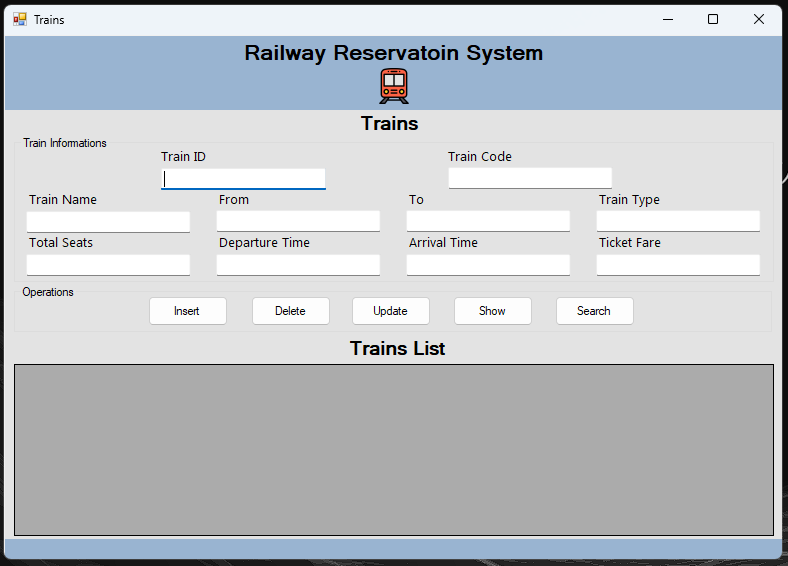 Trains
Railway Reservatoin System
Trains
Train Informations
Train ID Train Code
Train Name From To Train Type
Total Seats Departure Time Arrival Time Ticket Fare
Operations
Insert Delete Update Show Search
Trains List